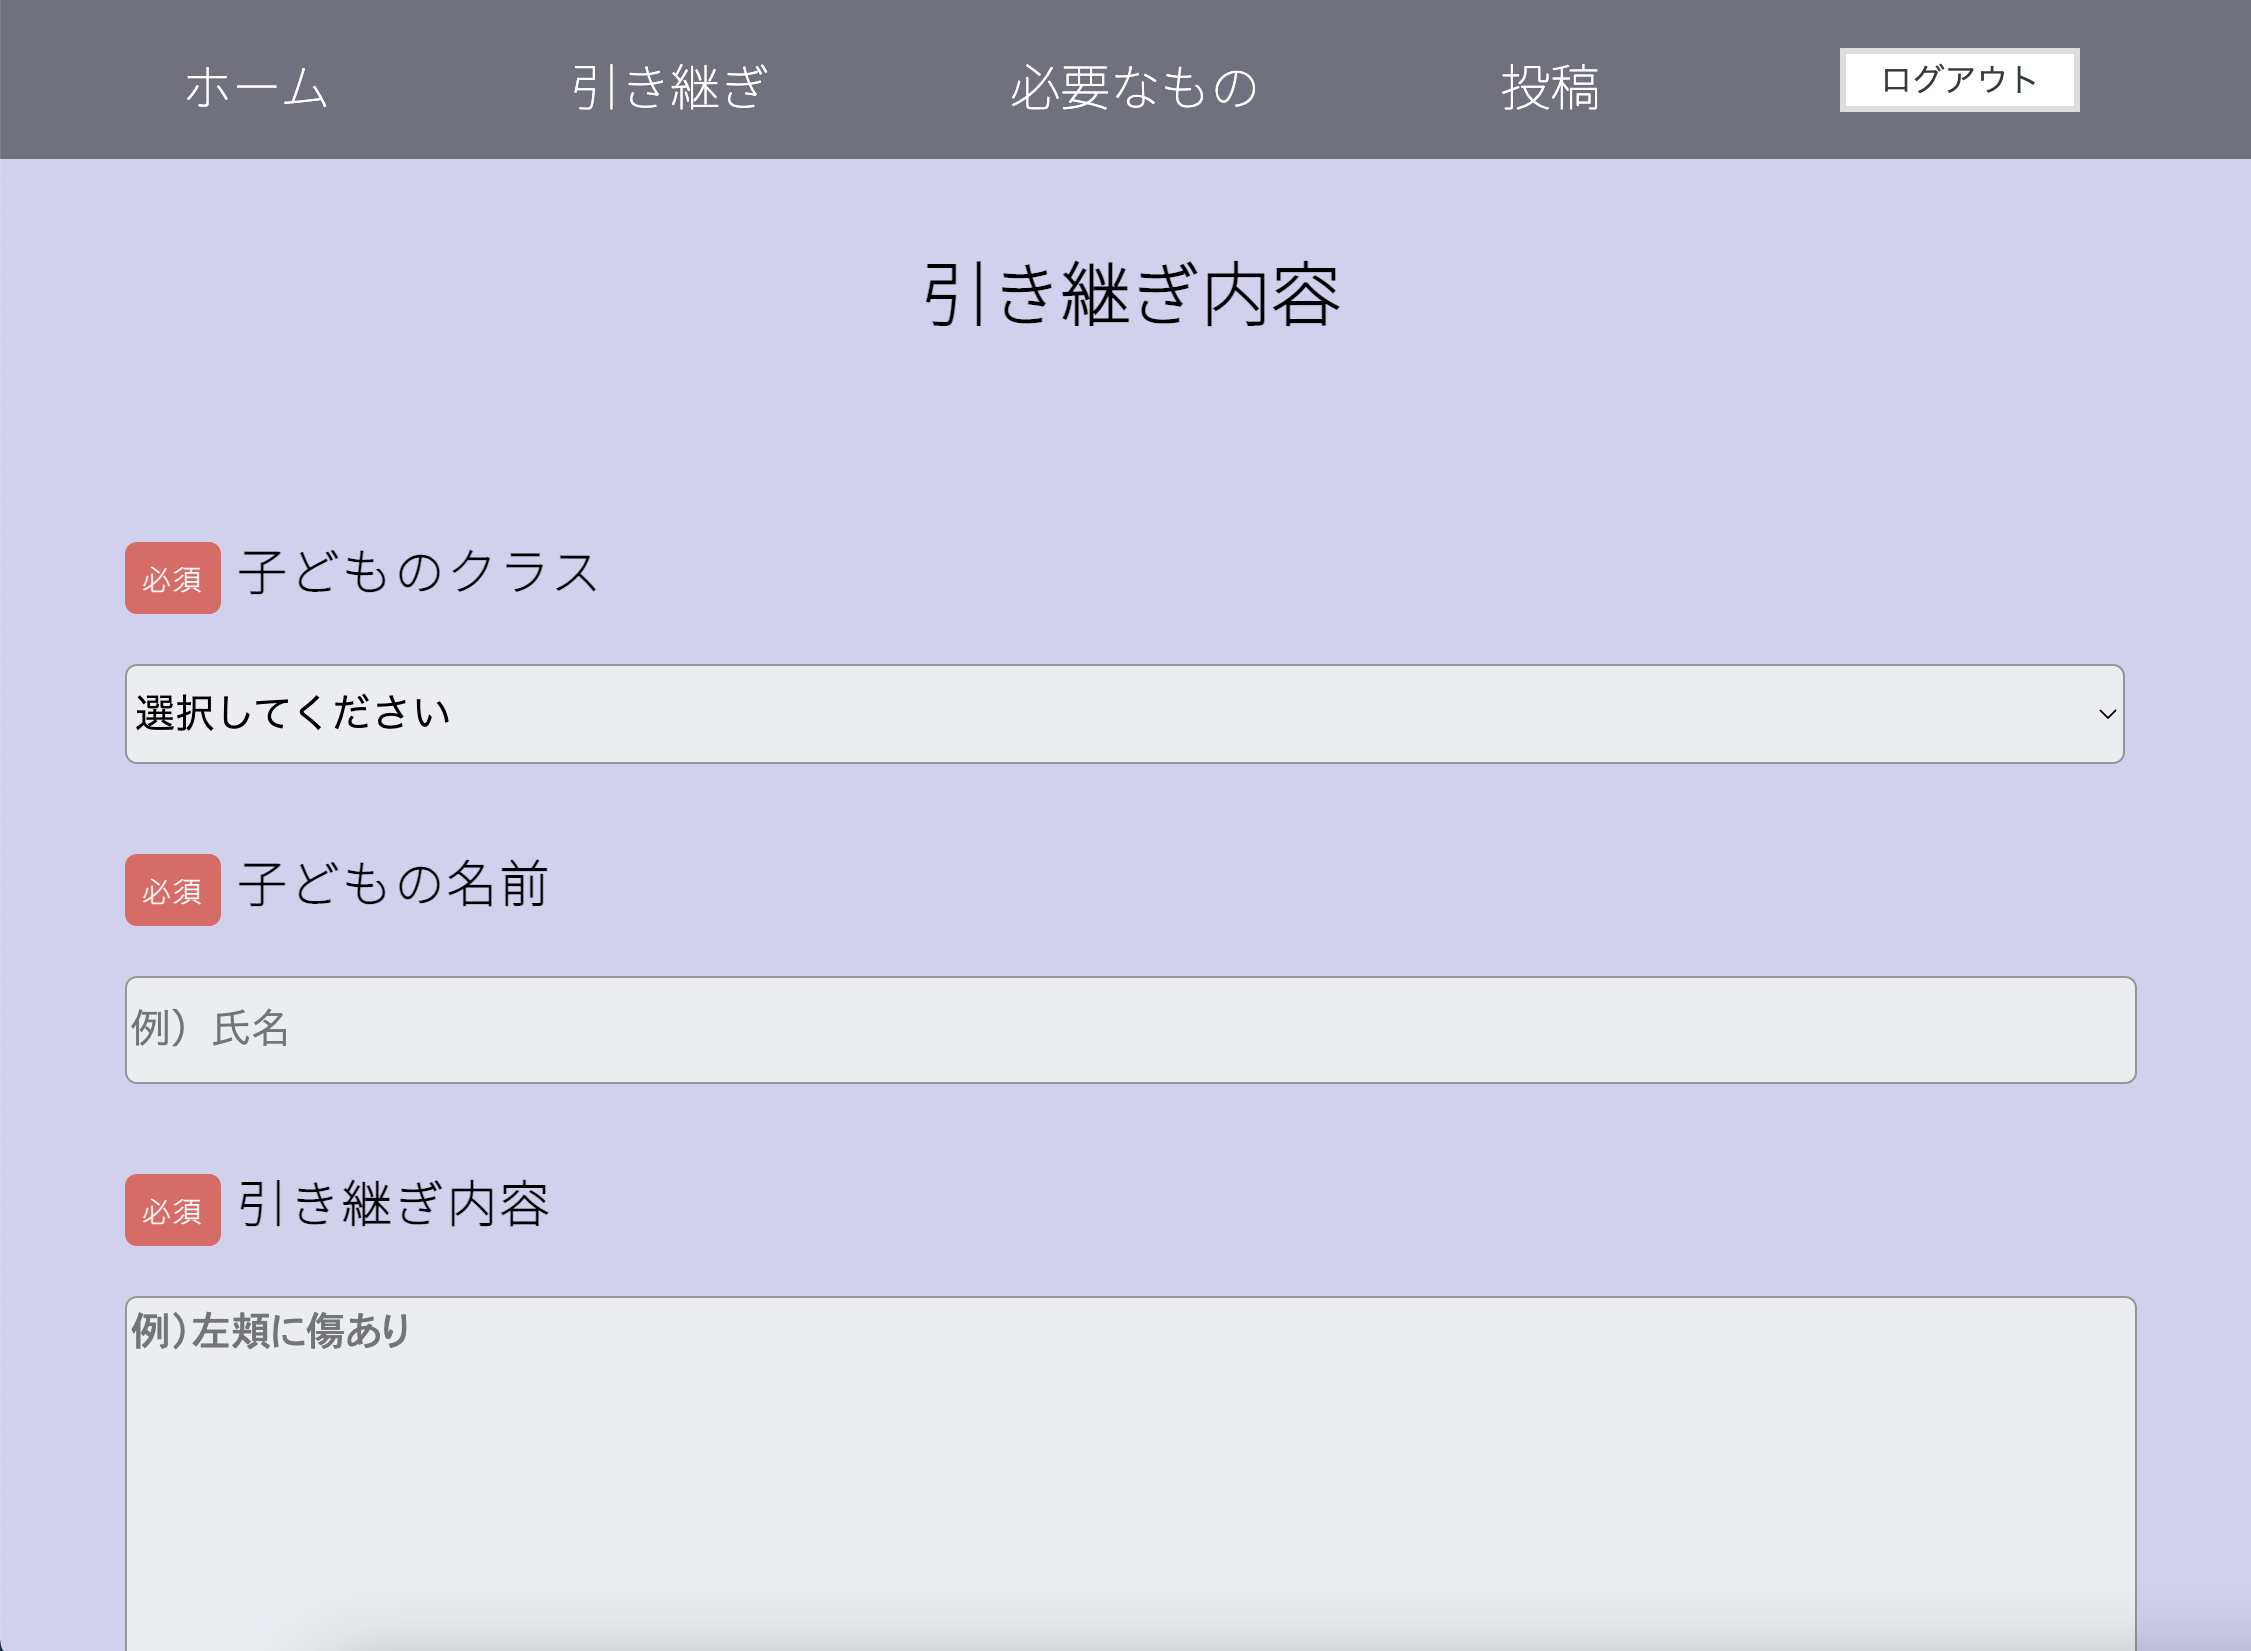 ホーム 引き継ぎ 必要なもの 投稿 ログアウト
引き継ぎ内容
必須 子どものクラス
選択してください
必須 子どもの名前
例）氏名
必須 引き継ぎ内容
例）左頬に傷あり